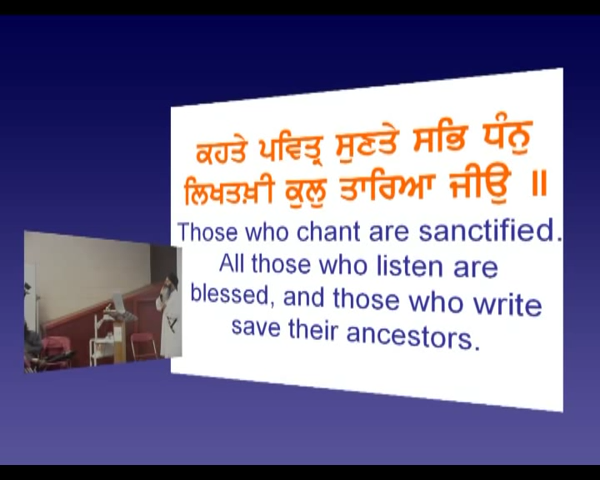 ਕਹਤੇ ਪਵਿਤ੍ਰ ਸੁਣਤੇ ਸਭਿ ਧੰਨੁ
ਲਿਖਤਖ਼ੀ ਕੁਲੁ ਤਾਰਿਆ ਜੀਉ ॥
Those who chant are sanctified.
All those who listen are
blessed, and those who write
save their ancestors.